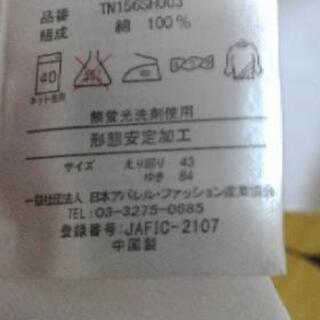 品番 TN156SH003
組成 綿 100%
40
ネット使用
無蛍光洗剤使用
形態安定加工
サイズ えり回り 43
ゆき 84
一般社団法人 日本アパレル・ファッション産業協会
TEL:03-3275-0685
登録番号:JAFIC-2107
中国製